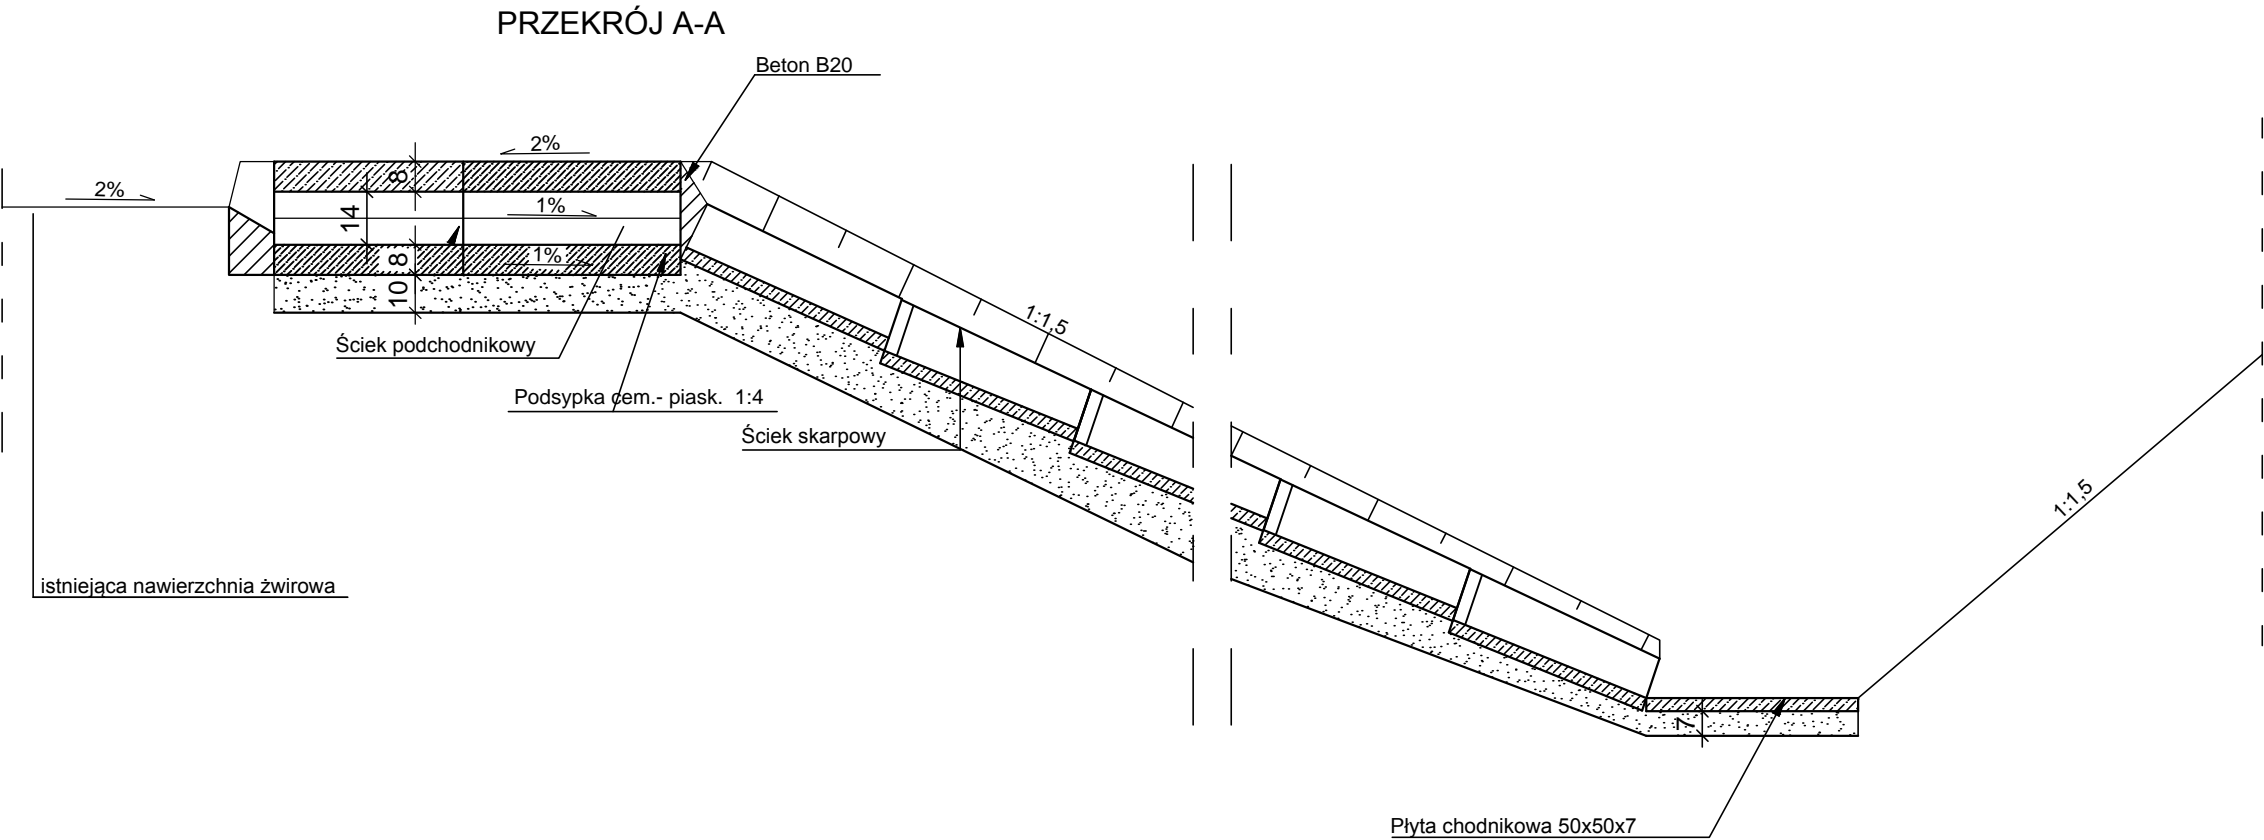 PRZEKRÓJ A-A
Beton B20
2%
2%
8
14
1%
8
1%
10
Ściek podchodnikowy
Podsypka cem.- piask. 1:4
Ściek skarpowy
1:1,5
1:1,5
istniejąca nawierzchnia żwirowa
7
Płyta chodnikowa 50x50x7